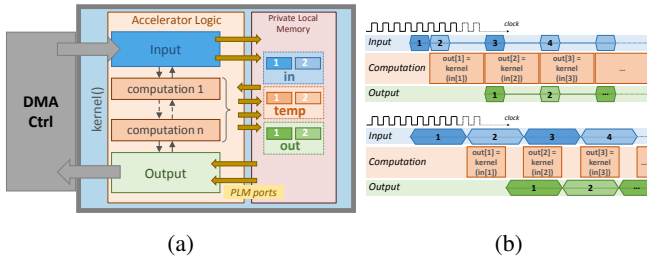 Accelerator Logic
Private Local
Memory
DMA
Ctrl
kernel()
Input
computation 1
computation n
Output
1 2
in
1 2
temp
1 2
out
PLM ports
(a)
clock
Input
1 2 3 4
Computation
out[1] =
kernel
(in[1])
out[2] =
kernel
(in[2])
out[3] =
kernel
(in[3])
...
Output
1 2 ...
clock
Input
1 2 3 4
Computation
out[1] =
kernel
(in[1])
out[2] =
kernel
(in[2])
out[3] =
kernel
(in[3])
...
Output
1 2 ...
(b)